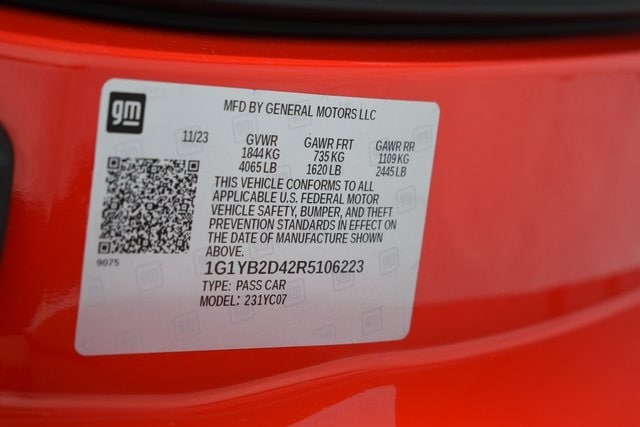 gm
MFD BY GENERAL MOTORS LLC
11/23 GVWR GAWR FRT GAWR RR
1844 KG 735 KG 1109 KG
4065 LB 1620 LB 2445 LB
THIS VEHICLE CONFORMS TO ALL
APPLICABLE U.S. FEDERAL MOTOR
VEHICLE SAFETY, BUMPER, AND THEFT
PREVENTION STANDARDS IN EFFECT ON
THE DATE OF MANUFACTURE SHOWN
ABOVE.
9075
1G1YB2D42R5106223
TYPE: PASS CAR
MODEL: 231YC07